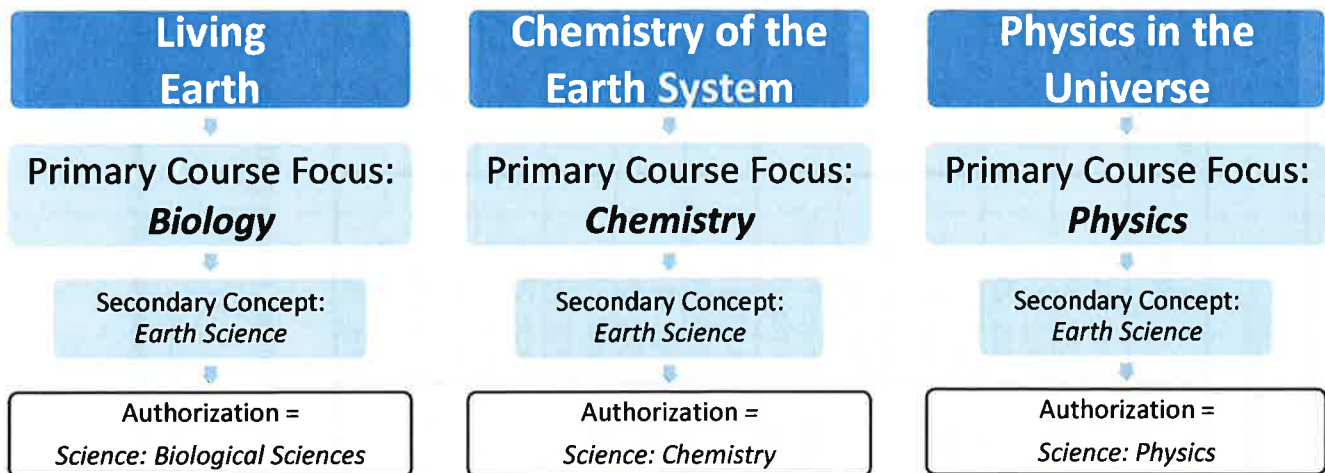 Living
Earth
Primary Course Focus:
Biology
Secondary Concept:
Earth Science
Authorization =
Science: Biological Sciences
Chemistry of the
Earth System
Primary Course Focus:
Chemistry
Secondary Concept:
Earth Science
Authorization =
Science: Chemistry
Physics in the
Universe
Primary Course Focus:
Physics
Secondary Concept:
Earth Science
Authorization =
Science: Physics